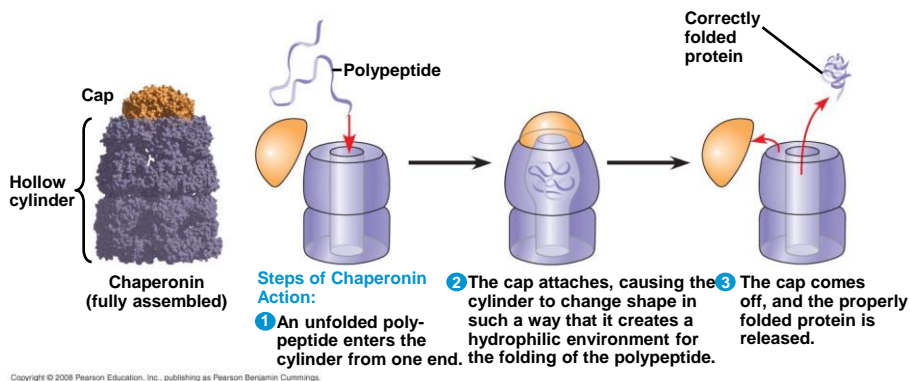 Cap
Hollow
cylinder
Chaperonin
(fully assembled)
Polypeptide
Correctly
folded
protein
Steps of Chaperonin
Action:
1 An unfolded poly-
peptide enters the
cylinder from one end.
2 The cap attaches, causing the
cylinder to change shape in
such a way that it creates a
hydrophilic environment for
the folding of the polypeptide.
3 The cap comes
off, and the properly
folded protein is
released.
Copyright © 2008 Pearson Education, Inc., publishing as Pearson Benjamin Cummings.